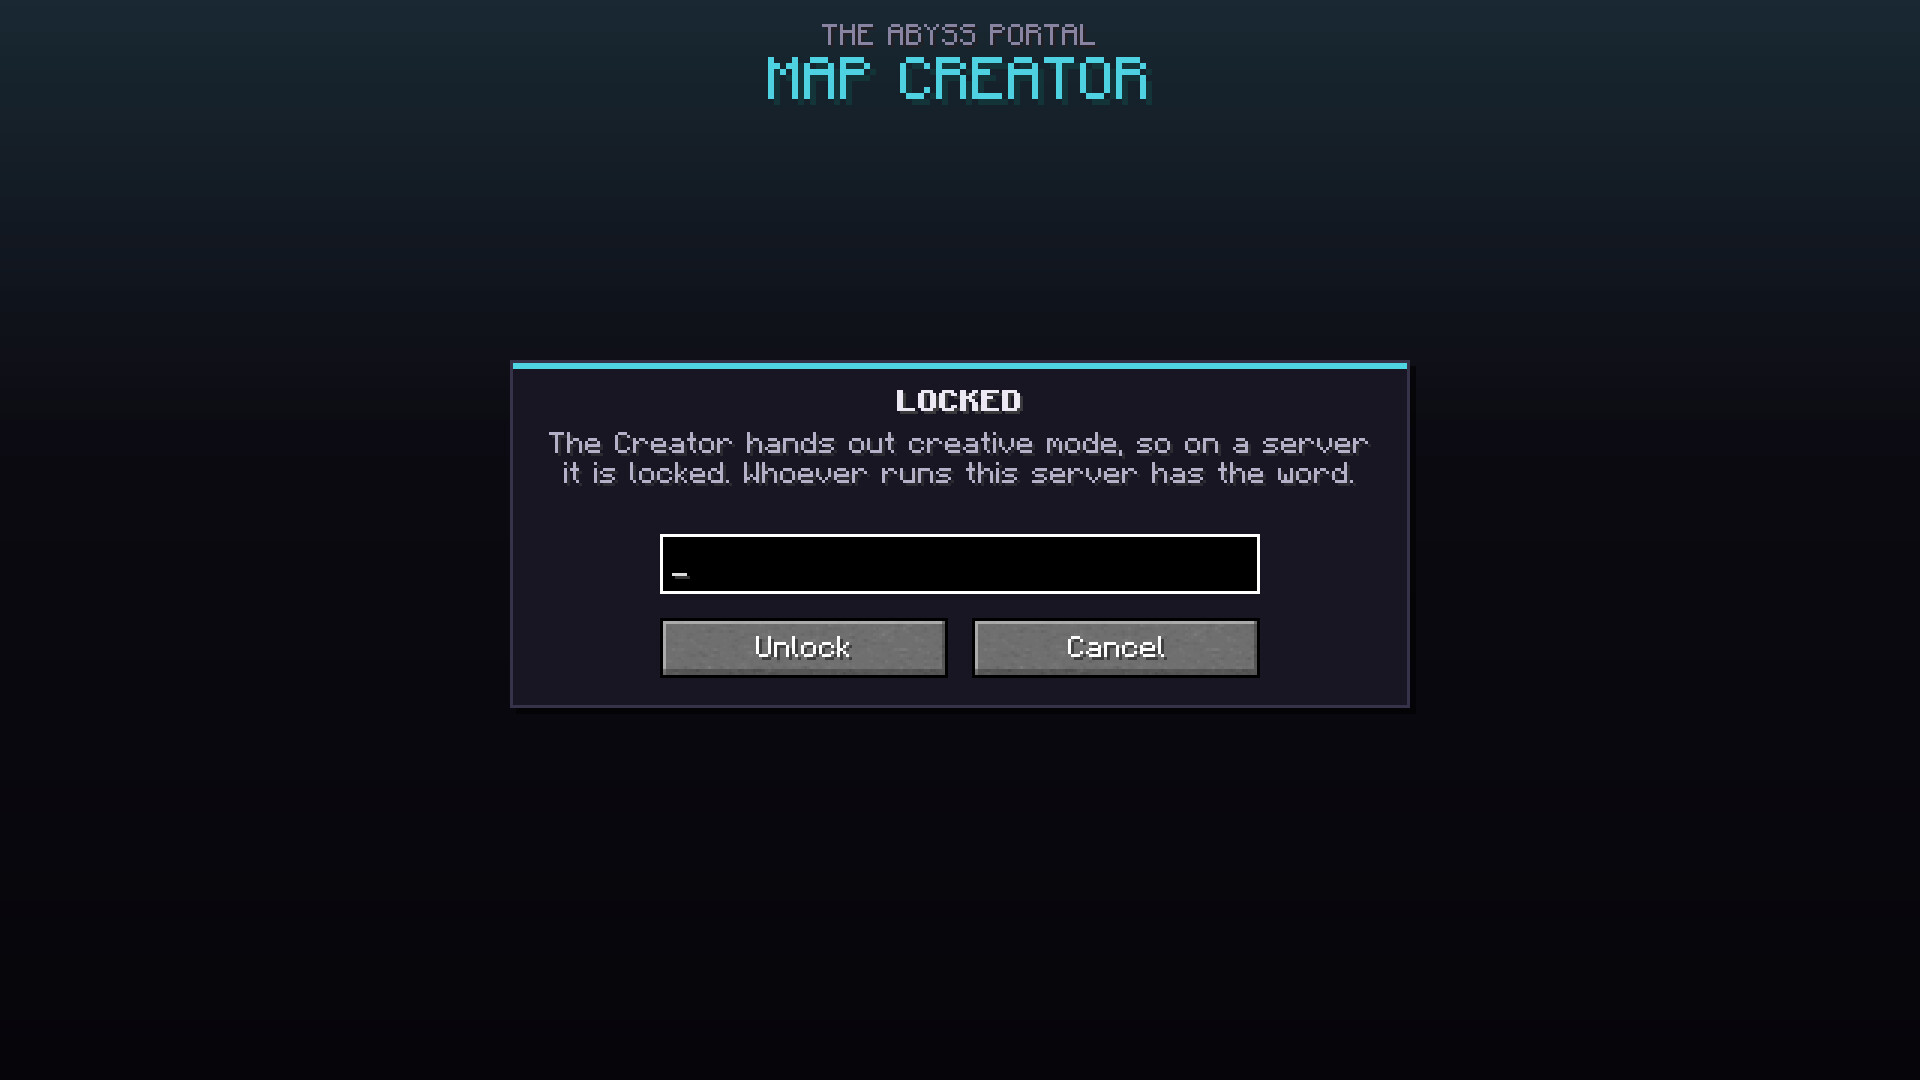 THE ABYSS PORTAL
MAP CREATOR
LOCKED
The Creator hands out creative mode, so on a server
it is locked. Whoever runs this server has the word.
_
Unlock
Cancel